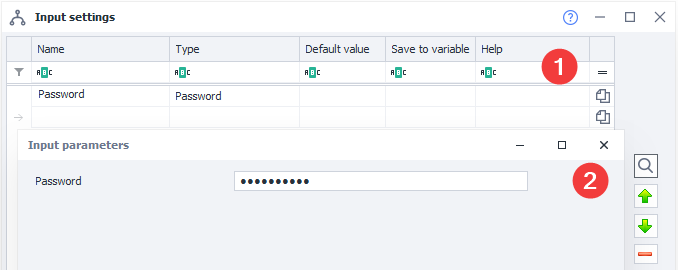 Input settings
Name Type Default value Save to variable Help
ABC ABC ABC ABC ABC 1
Password Password
Input parameters
Password ●●●●●●●●●● 2